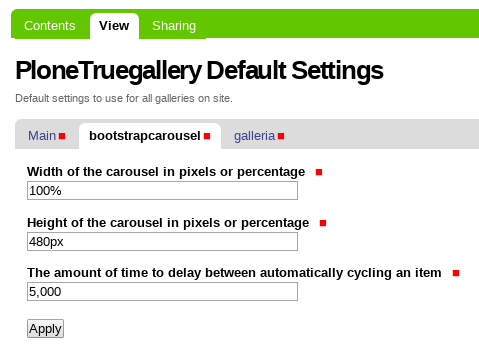 Contents View Sharing
PloneTruegallery Default Settings
Default settings to use for all galleries on site.
Main bootstrapcarousel galleria
Width of the carousel in pixels or percentage
100%
Height of the carousel in pixels or percentage
480px
The amount of time to delay between automatically cycling an item
5,000
Apply